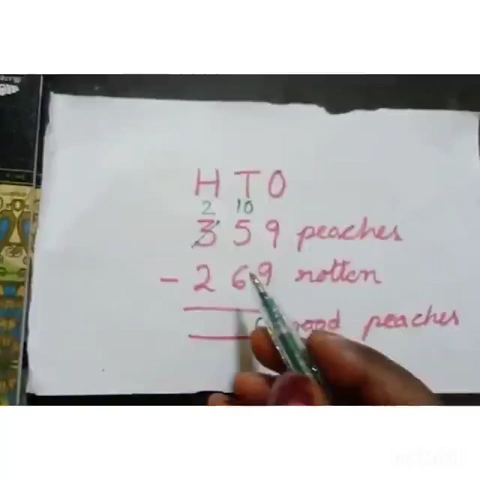 H T O
2 10
3 5 9 peaches
- 2 6 9 rotten
good peaches